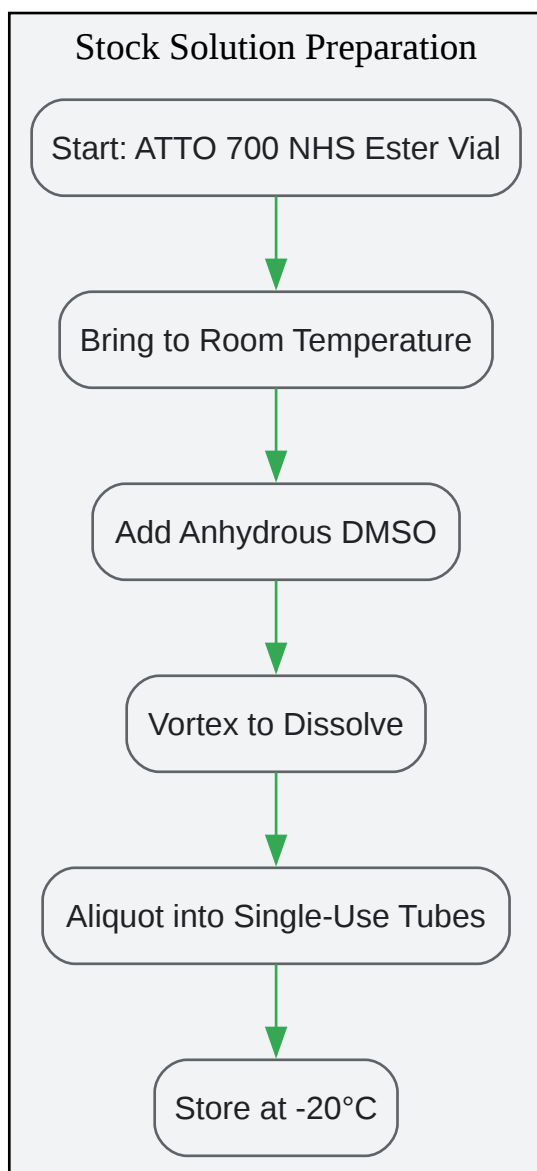 Stock Solution Preparation
Start: ATTO 700 NHS Ester Vial
Bring to Room Temperature
Add Anhydrous DMSO
Vortex to Dissolve
Aliquot into Single-Use Tubes
Store at -20°C